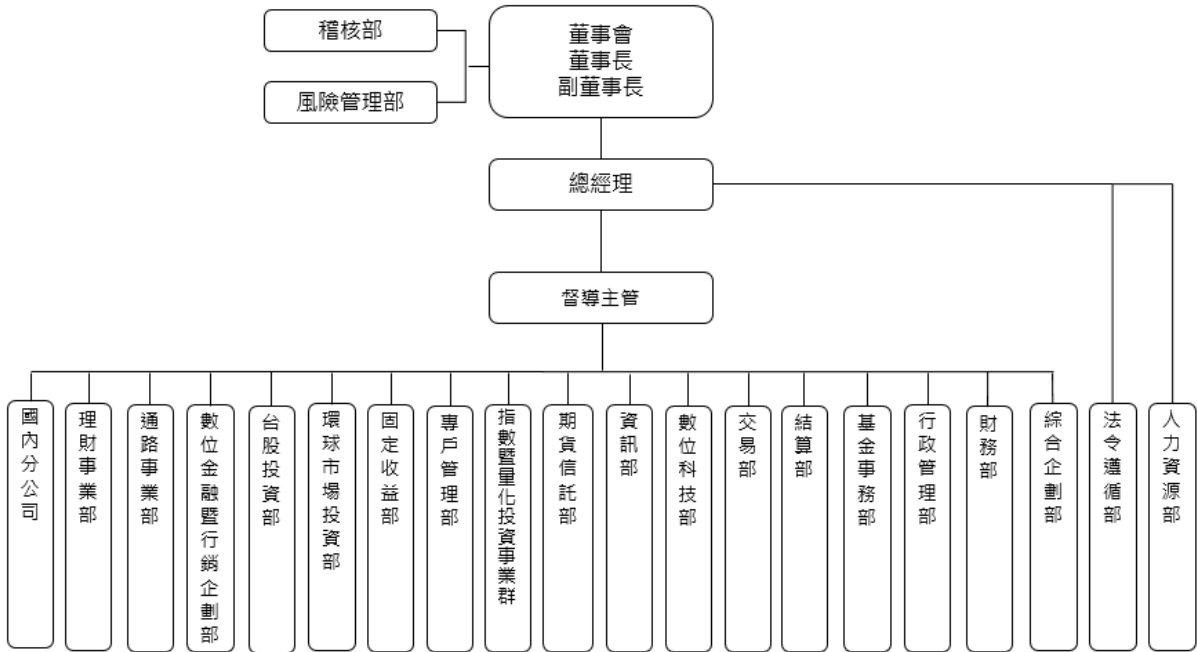 稽核部
風險管理部
董事會
董事長
副董事長
總經理
督導主管
國內分公司
理財事業部
通路事業部
數位金融暨行銷企劃部
台股投資部
環球市場投資部
固定收益部
專戶管理部
指數暨量化投資事業群
期貨信託部
資訊部
數位科技部
交易部
結算部
基金事務部
行政管理部
財務部
綜合企劃部
法令遵循部
人力資源部